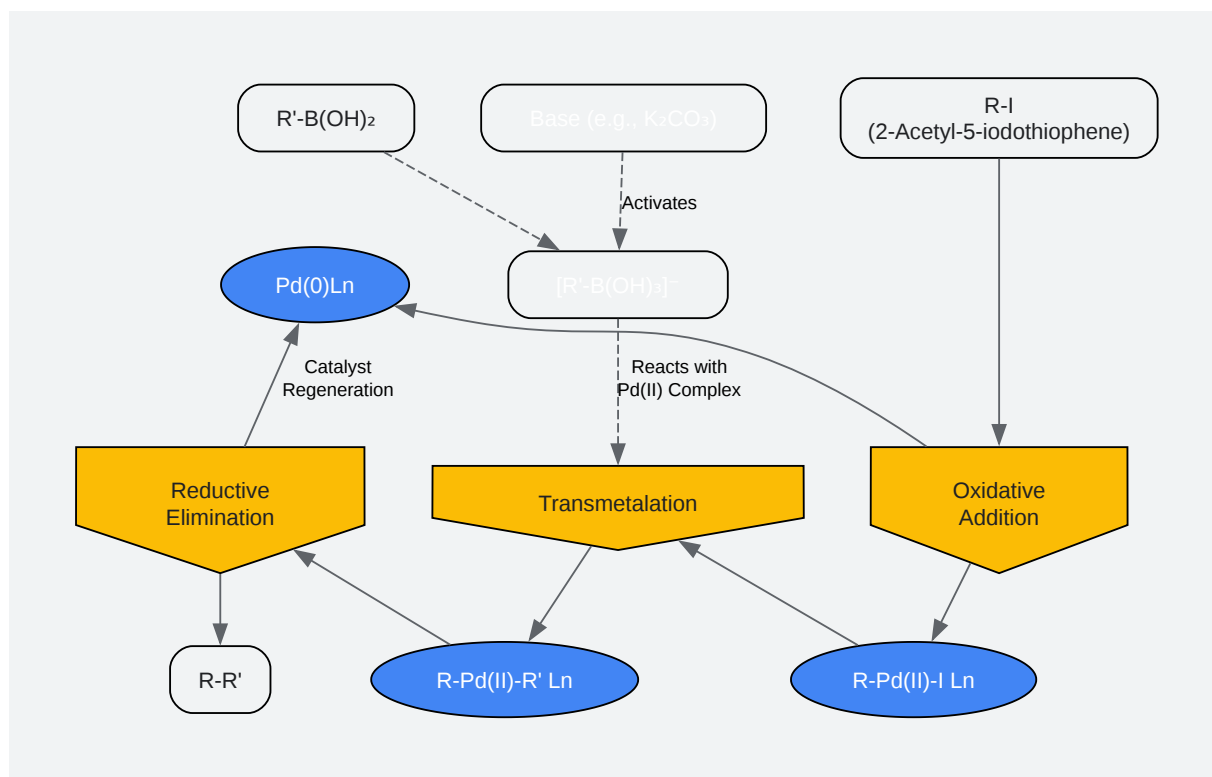 R'-B(OH)₂
Base (e.g., K₂CO₃)
R-I
(2-Acetyl-5-iodothiophene)
Activates
Pd(0)Ln
[R'-B(OH)₃]⁻
Catalyst
Regeneration
Reacts with
Pd(II) Complex
Reductive
Elimination
Transmetalation
Oxidative
Addition
R-R'
R-Pd(II)-R' Ln
R-Pd(II)-I Ln